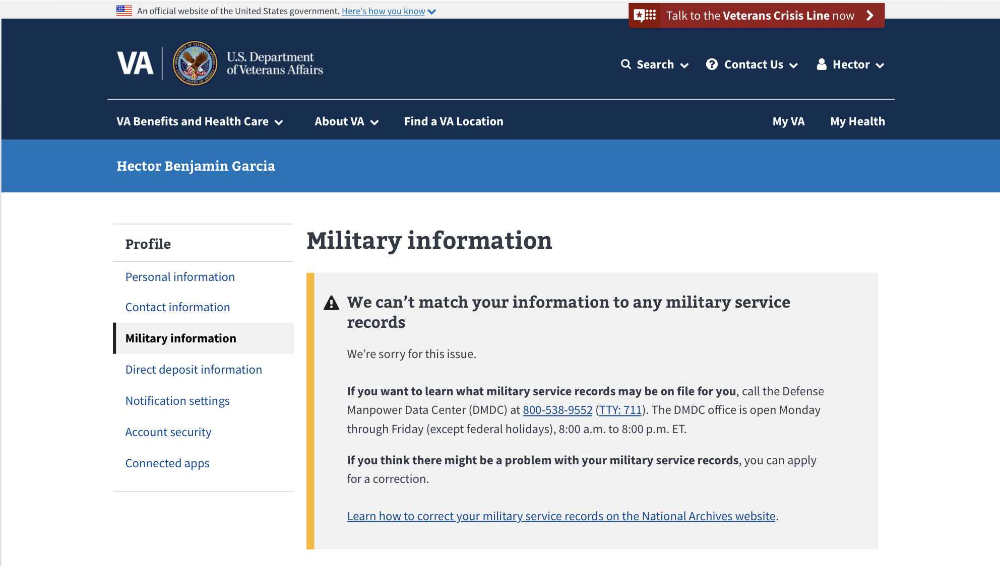 An official website of the United States government. Here’s how you know
Talk to the Veterans Crisis Line now
VA
U.S. Department
of Veterans Affairs
Search
Contact Us
Hector
VA Benefits and Health Care
About VA
Find a VA Location
My VA
My Health
Hector Benjamin Garcia
Profile
Personal information
Contact information
Military information
Direct deposit information
Notification settings
Account security
Connected apps
Military information
We can’t match your information to any military service
records
We’re sorry for this issue.
If you want to learn what military service records may be on file for you, call the Defense
Manpower Data Center (DMDC) at 800-538-9552 (TTY: 711). The DMDC office is open Monday
through Friday (except federal holidays), 8:00 a.m. to 8:00 p.m. ET.
If you think there might be a problem with your military service records, you can apply
for a correction.
Learn how to correct your military service records on the National Archives website.